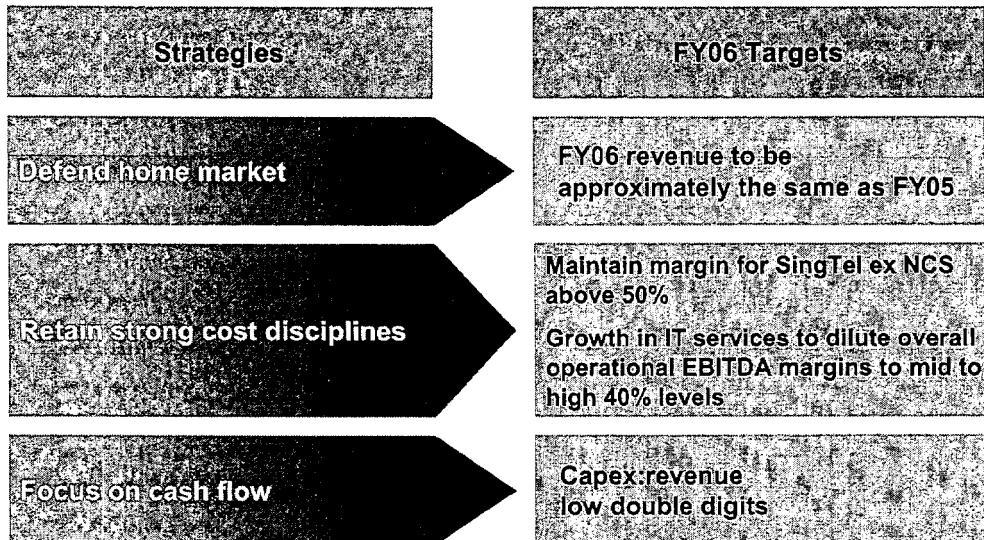 Strategies
FY06 Targets
Defend home market
FY06 revenue to be
approximately the same as FY05
Retain strong cost disciplines
Maintain margin for SingTel ex NCS
above 50%
Growth in IT services to dilute overall
operational EBITDA margins to mid to
high 40% levels
Focus on cash flow
Capex:revenue
low double digits